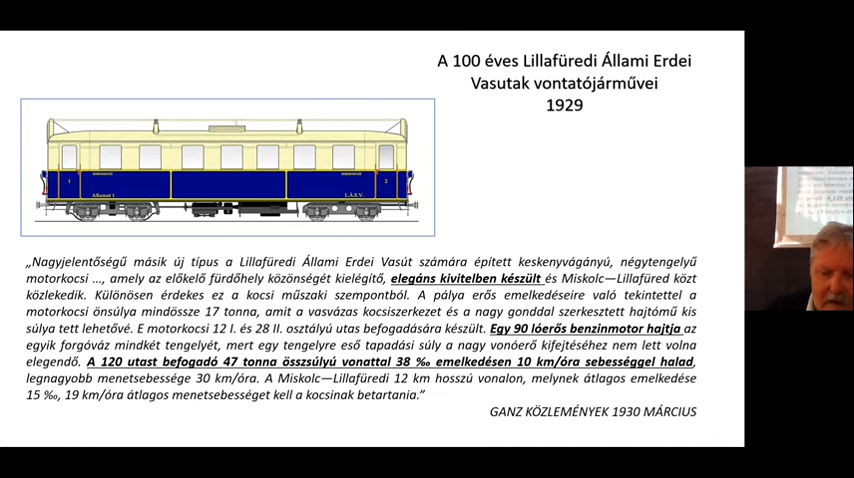 A 100 éves Lillafüredi Állami Erdei
Vasutak vontatójárművei
1929
1
2
Államot 1
L.Á.E.V.
„Nagyjelentőségű másik új típus a Lillafüredi Állami Erdei Vasút számára épített keskenyvágányú, négytengelyű
motorkocsi ..., amely az előkelő fürdőhely közönségét kielégítő, elegáns kivitelben készült és Miskolc—Lillafüred közt
közlekedik. Különösen érdekes ez a kocsi műszaki szempontból. A pálya erős emelkedéseire való tekintettel a
motorkocsi önsúlya mindössze 17 tonna, amit a vasvázas kocsiszerkezet és a nagy gonddal szerkesztett hajtómű kis
súlya tett lehetővé. E motorkocsi 12 I. és 28 II. osztályú utas befogadására készült. Egy 90 lóerős benzinmotor hajtja az
egyik forgóváz mindkét tengelyét, mert egy tengelyre eső tapadási súly a nagy vonóerő kifejtéséhez nem lett volna
elegendő. A 120 utast befogadó 47 tonna összsúlyú vonattal 38 ‰ emelkedésen 10 km/óra sebességgel halad,
legnagyobb menetsebessége 30 km/óra. A Miskolc—Lillafüredi 12 km hosszú vonalon, melynek átlagos emelkedése
15 ‰, 19 km/óra átlagos menetsebességet kell a kocsinak betartania.”
GANZ KÖZLEMÉNYEK 1930 MÁRCIUS